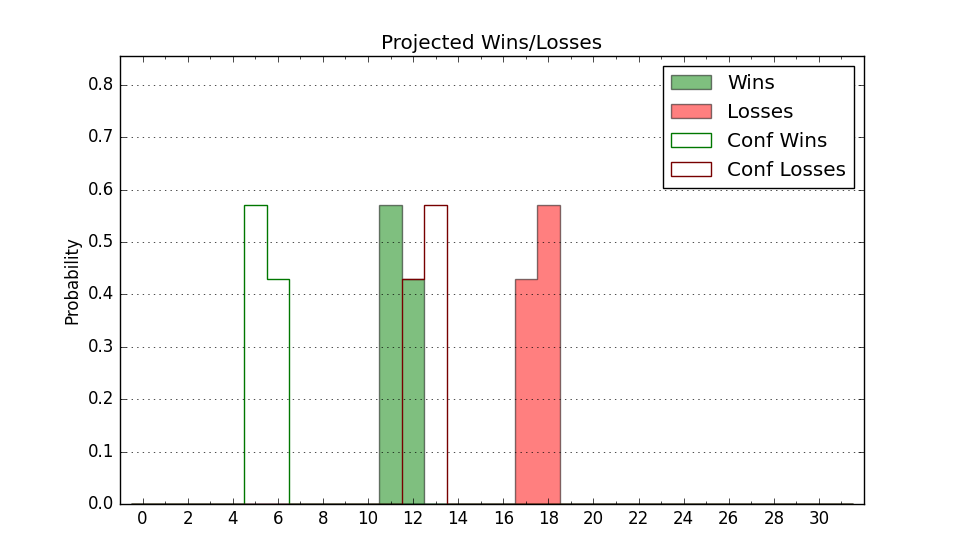 Projected Wins/Losses
Probability
0.8
0.7
0.6
0.5
0.4
0.3
0.2
0.1
0.0
Wins
Losses
Conf Wins
Conf Losses
0 2 4 6 8 10 12 14 16 18 20 22 24 26 28 30